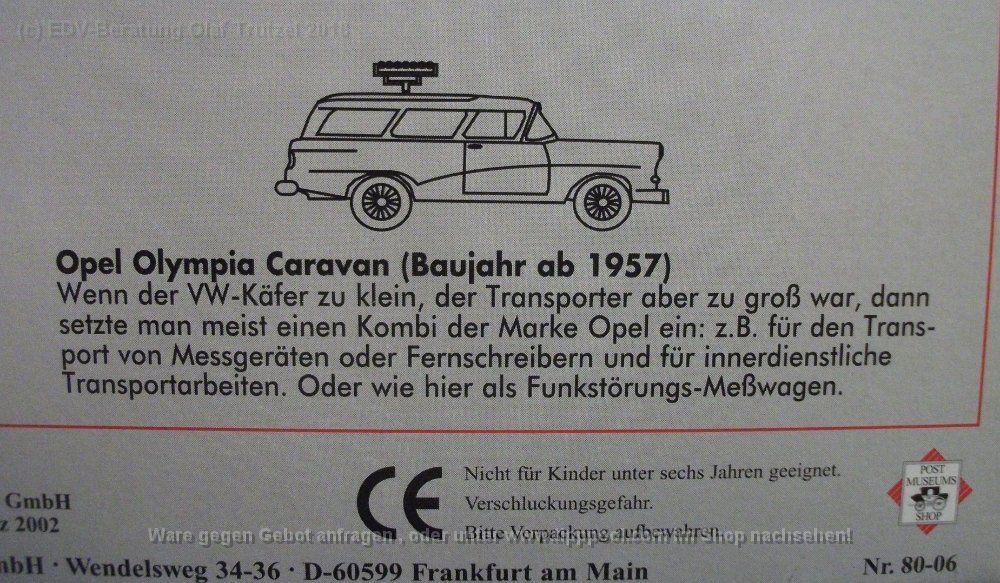 (c) EDV-Beratung Olaf Trutzel 2018
Opel Olympia Caravan (Baujahr ab 1957)
Wenn der VW-Käfer zu klein, der Transporter aber zu groß war, dann
setzte man meist einen Kombi der Marke Opel ein: z.B. für den Trans-
port von Messgeräten oder Fernschreibern und für innerdienstliche
Transportarbeiten. Oder wie hier als Funkstörungs-Meßwagen.
CE
Nicht für Kinder unter sechs Jahren geeignet.
Verschluckungsgefahr.
Bitte Verpackung aufbewahren.
POST
MUSEUMS
SHOP
GmbH
z 2002
Ware gegen Gebot anfragen, oder unter im Shop nachsehen!
mbH · Wendelsweg 34-36 · D-60599 Frankfurt am Main
Nr. 80-06